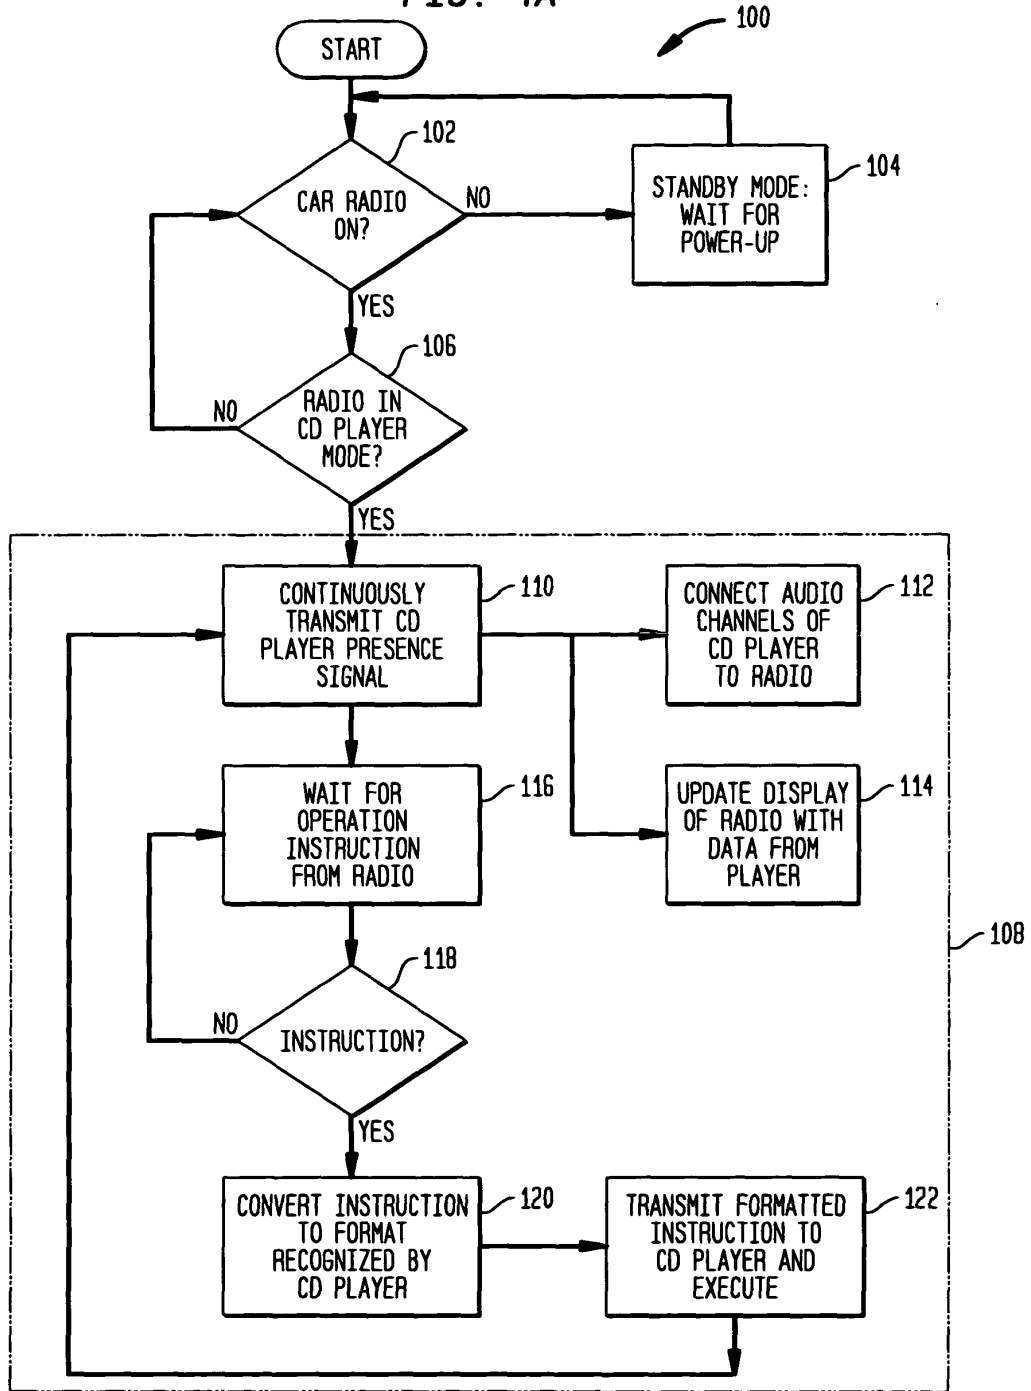 FIG. 4A
100
START
102
CAR RADIO
ON?
NO
104
STANDBY MODE:
WAIT FOR
POWER-UP
YES
106
RADIO IN
CD PLAYER
MODE?
NO
YES
110
CONTINUOUSLY
TRANSMIT CD
PLAYER PRESENCE
SIGNAL
112
CONNECT AUDIO
CHANNELS OF
CD PLAYER
TO RADIO
116
WAIT FOR
OPERATION
INSTRUCTION
FROM RADIO
114
UPDATE DISPLAY
OF RADIO WITH
DATA FROM
PLAYER
108
118
INSTRUCTION?
NO
YES
120
CONVERT INSTRUCTION
TO FORMAT
RECOGNIZED BY
CD PLAYER
122
TRANSMIT FORMATTED
INSTRUCTION TO
CD PLAYER AND
EXECUTE